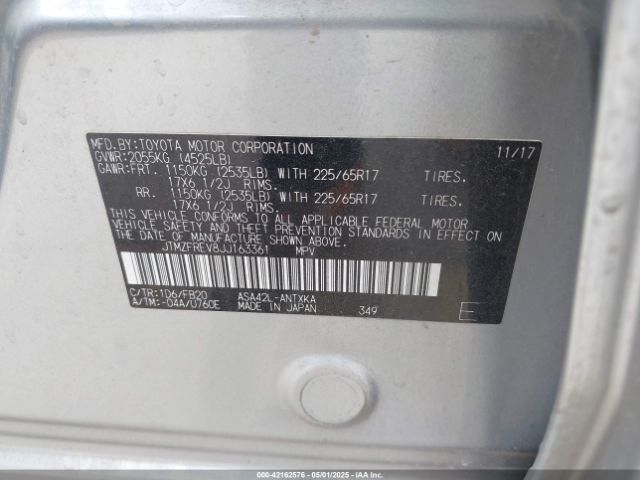 MFD.BY:TOYOTA MOTOR CORPORATION 11/17
GVWR:2055KG (4525LB)
GAWR:FRT. 1150KG (2535LB) WITH 225/65R17 TIRES.
17X6 1/2J RIMS.
RR. 1150KG (2535LB) WITH 225/65R17 TIRES.
17X6 1/2J RIMS.
THIS VEHICLE CONFORMS TO ALL APPLICABLE FEDERAL MOTOR
VEHICLE SAFETY AND THEFT PREVENTION STANDARDS IN EFFECT ON THE DATE
OF MANUFACTURE SHOWN ABOVE.
JTMZFREV8JJ163361 MPV
C/TR:1D6/FB20 ASA42L-ANTXKA
A/TM:-04A/U760E MADE IN JAPAN 349 E
000-42162576 - 05/01/2025 - IAAI.COM